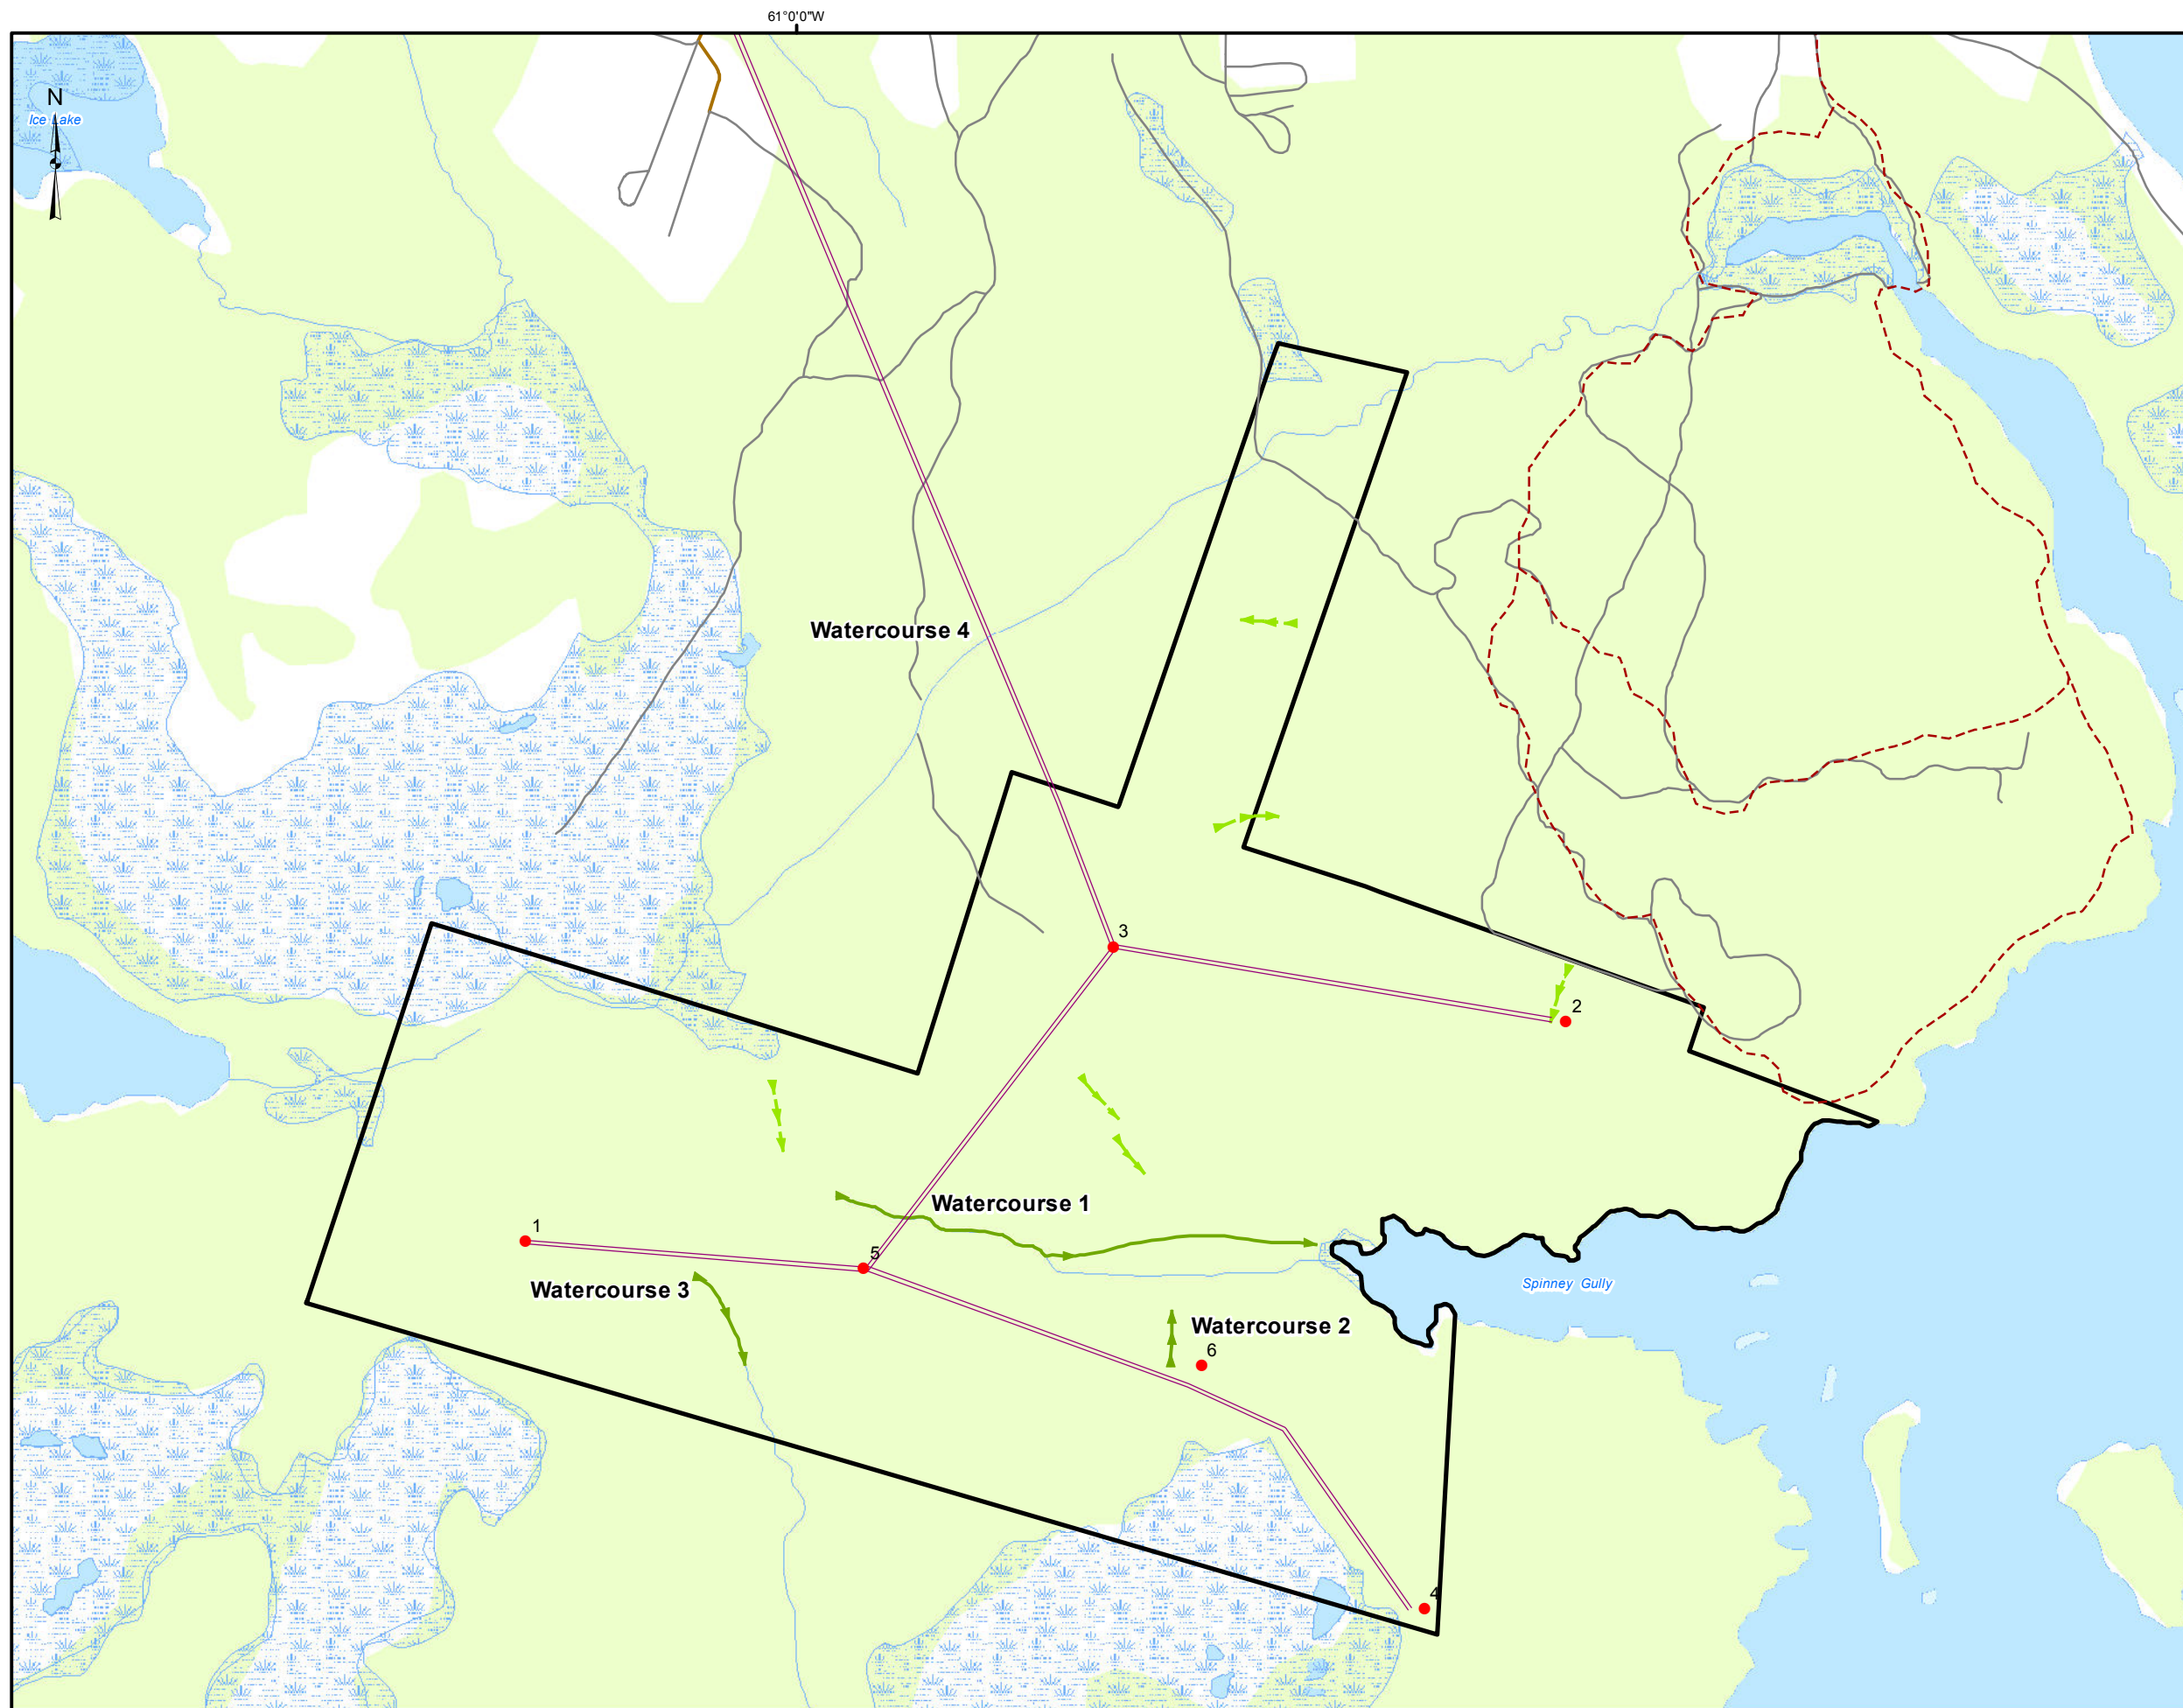 61°0'0"W
N
Ice Lake
Watercourse 4
3
2
Watercourse 1
1
5
Spinney Gully
Watercourse 3
Watercourse 2
6
4